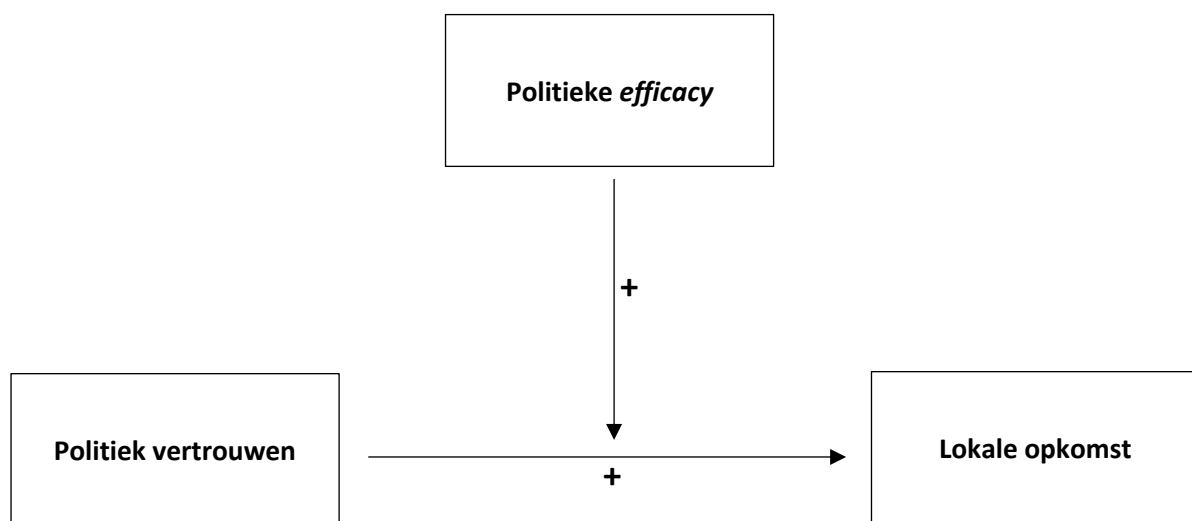 Politieke efficacy
+
Politiek vertrouwen
+
Lokale opkomst